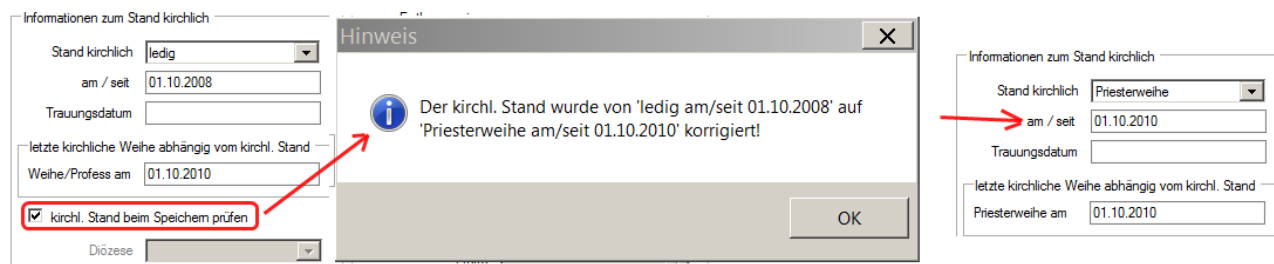 Informationen zum Stand kirchlich
Stand kirchlich ledig
am / seit 01.10.2008
Trauungsdatum
letzte kirchliche Weihe abhängig vom kirchl. Stand
Weihe/Profess am 01.10.2010
kirchl. Stand beim Speichern prüfen
Diözese
Hinweis
Der kirchl. Stand wurde von 'ledig am/seit 01.10.2008' auf
'Priesterweihe am/seit 01.10.2010' korrigiert!
OK
Informationen zum Stand kirchlich
Stand kirchlich Priesterweihe
am / seit 01.10.2010
Trauungsdatum
letzte kirchliche Weihe abhängig vom kirchl. Stand
Priesterweihe am 01.10.2010